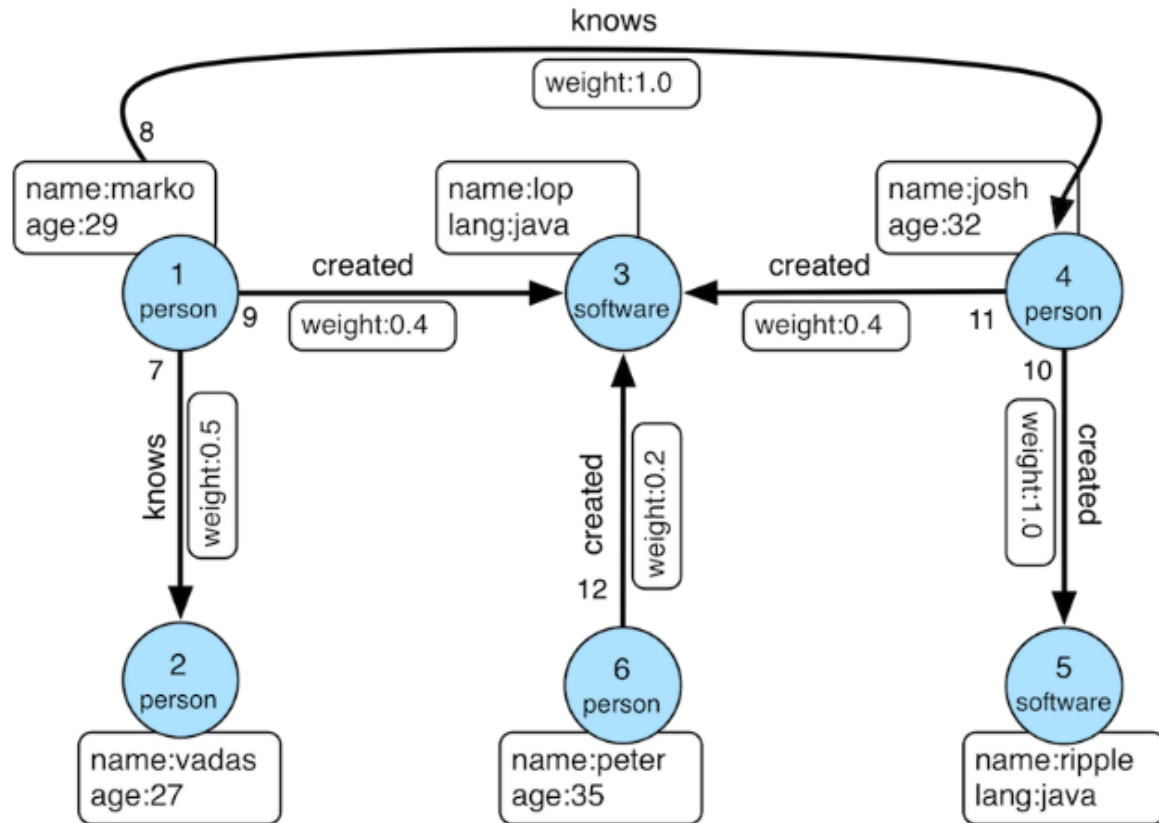 knows
weight:1.0
8
name:marko
age:29
name:lop
lang:java
name:josh
age:32
1
person
9
created
weight:0.4
3
software
created
weight:0.4
11
4
person
7
knows
weight:0.5
created
weight:0.2
12
10
weight:1.0
created
2
person
name:vadas
age:27
6
person
name:peter
age:35
5
software
name:ripple
lang:java